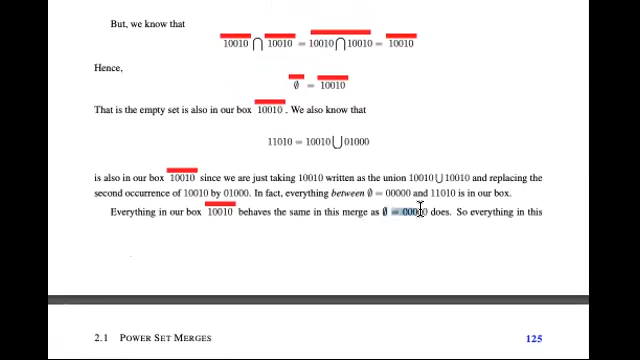 But, we know that
10010 ⋂ 10010 = 10010 ⋂ 10010 = 10010
Hence,
∅ = 10010
That is the empty set is also in our box 10010 . We also know that
11010 = 10010 ⋃ 01000
is also in our box 10010 since we are just taking 10010 written as the union 10010 ⋃ 10010 and replacing the
second occurrence of 10010 by 01000. In fact, everything between ∅ = 00000 and 11010 is in our box.
Everything in our box 10010 behaves the same in this merge as ∅ = 00000 does. So everything in this
2.1 POWER SET MERGES 125